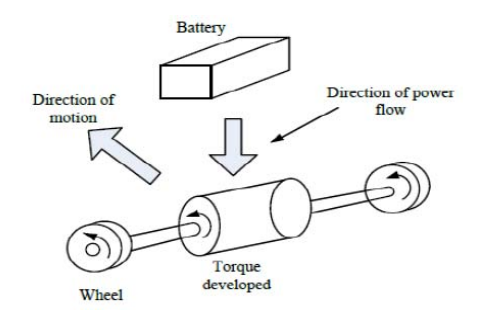 Battery
Direction of
motion
Direction of power
flow
Torque
developed
Wheel